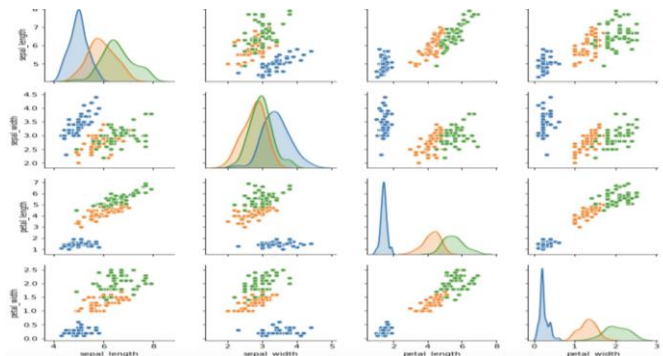 8
7
6
5
sepal_length
4.5
4.0
3.5
3.0
2.5
2.0
sepal_width
7
6
5
4
3
2
1
petal_length
2.5
2.0
1.5
1.0
0.5
0.0
petal_width
4 6 8
sepal_length
2 3 4 5
sepal_width
2 4 6 8
petal_length
0 1 2 3
petal_width